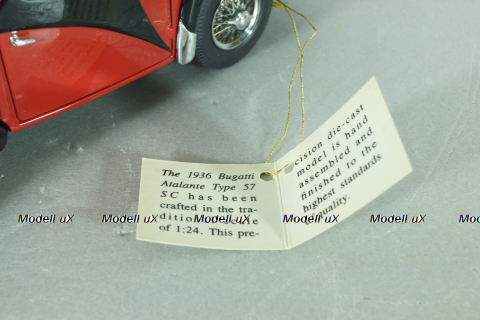 The 1936 Bugatti
Atalante Type 57
SC has been
crafted in the tra-
of 1:24. This pre-
cision die-cast
model is hand
assembled and
finished to the
highest standards
quality.
Modell uX Modell uX Modell uX Modell uX Modell uX